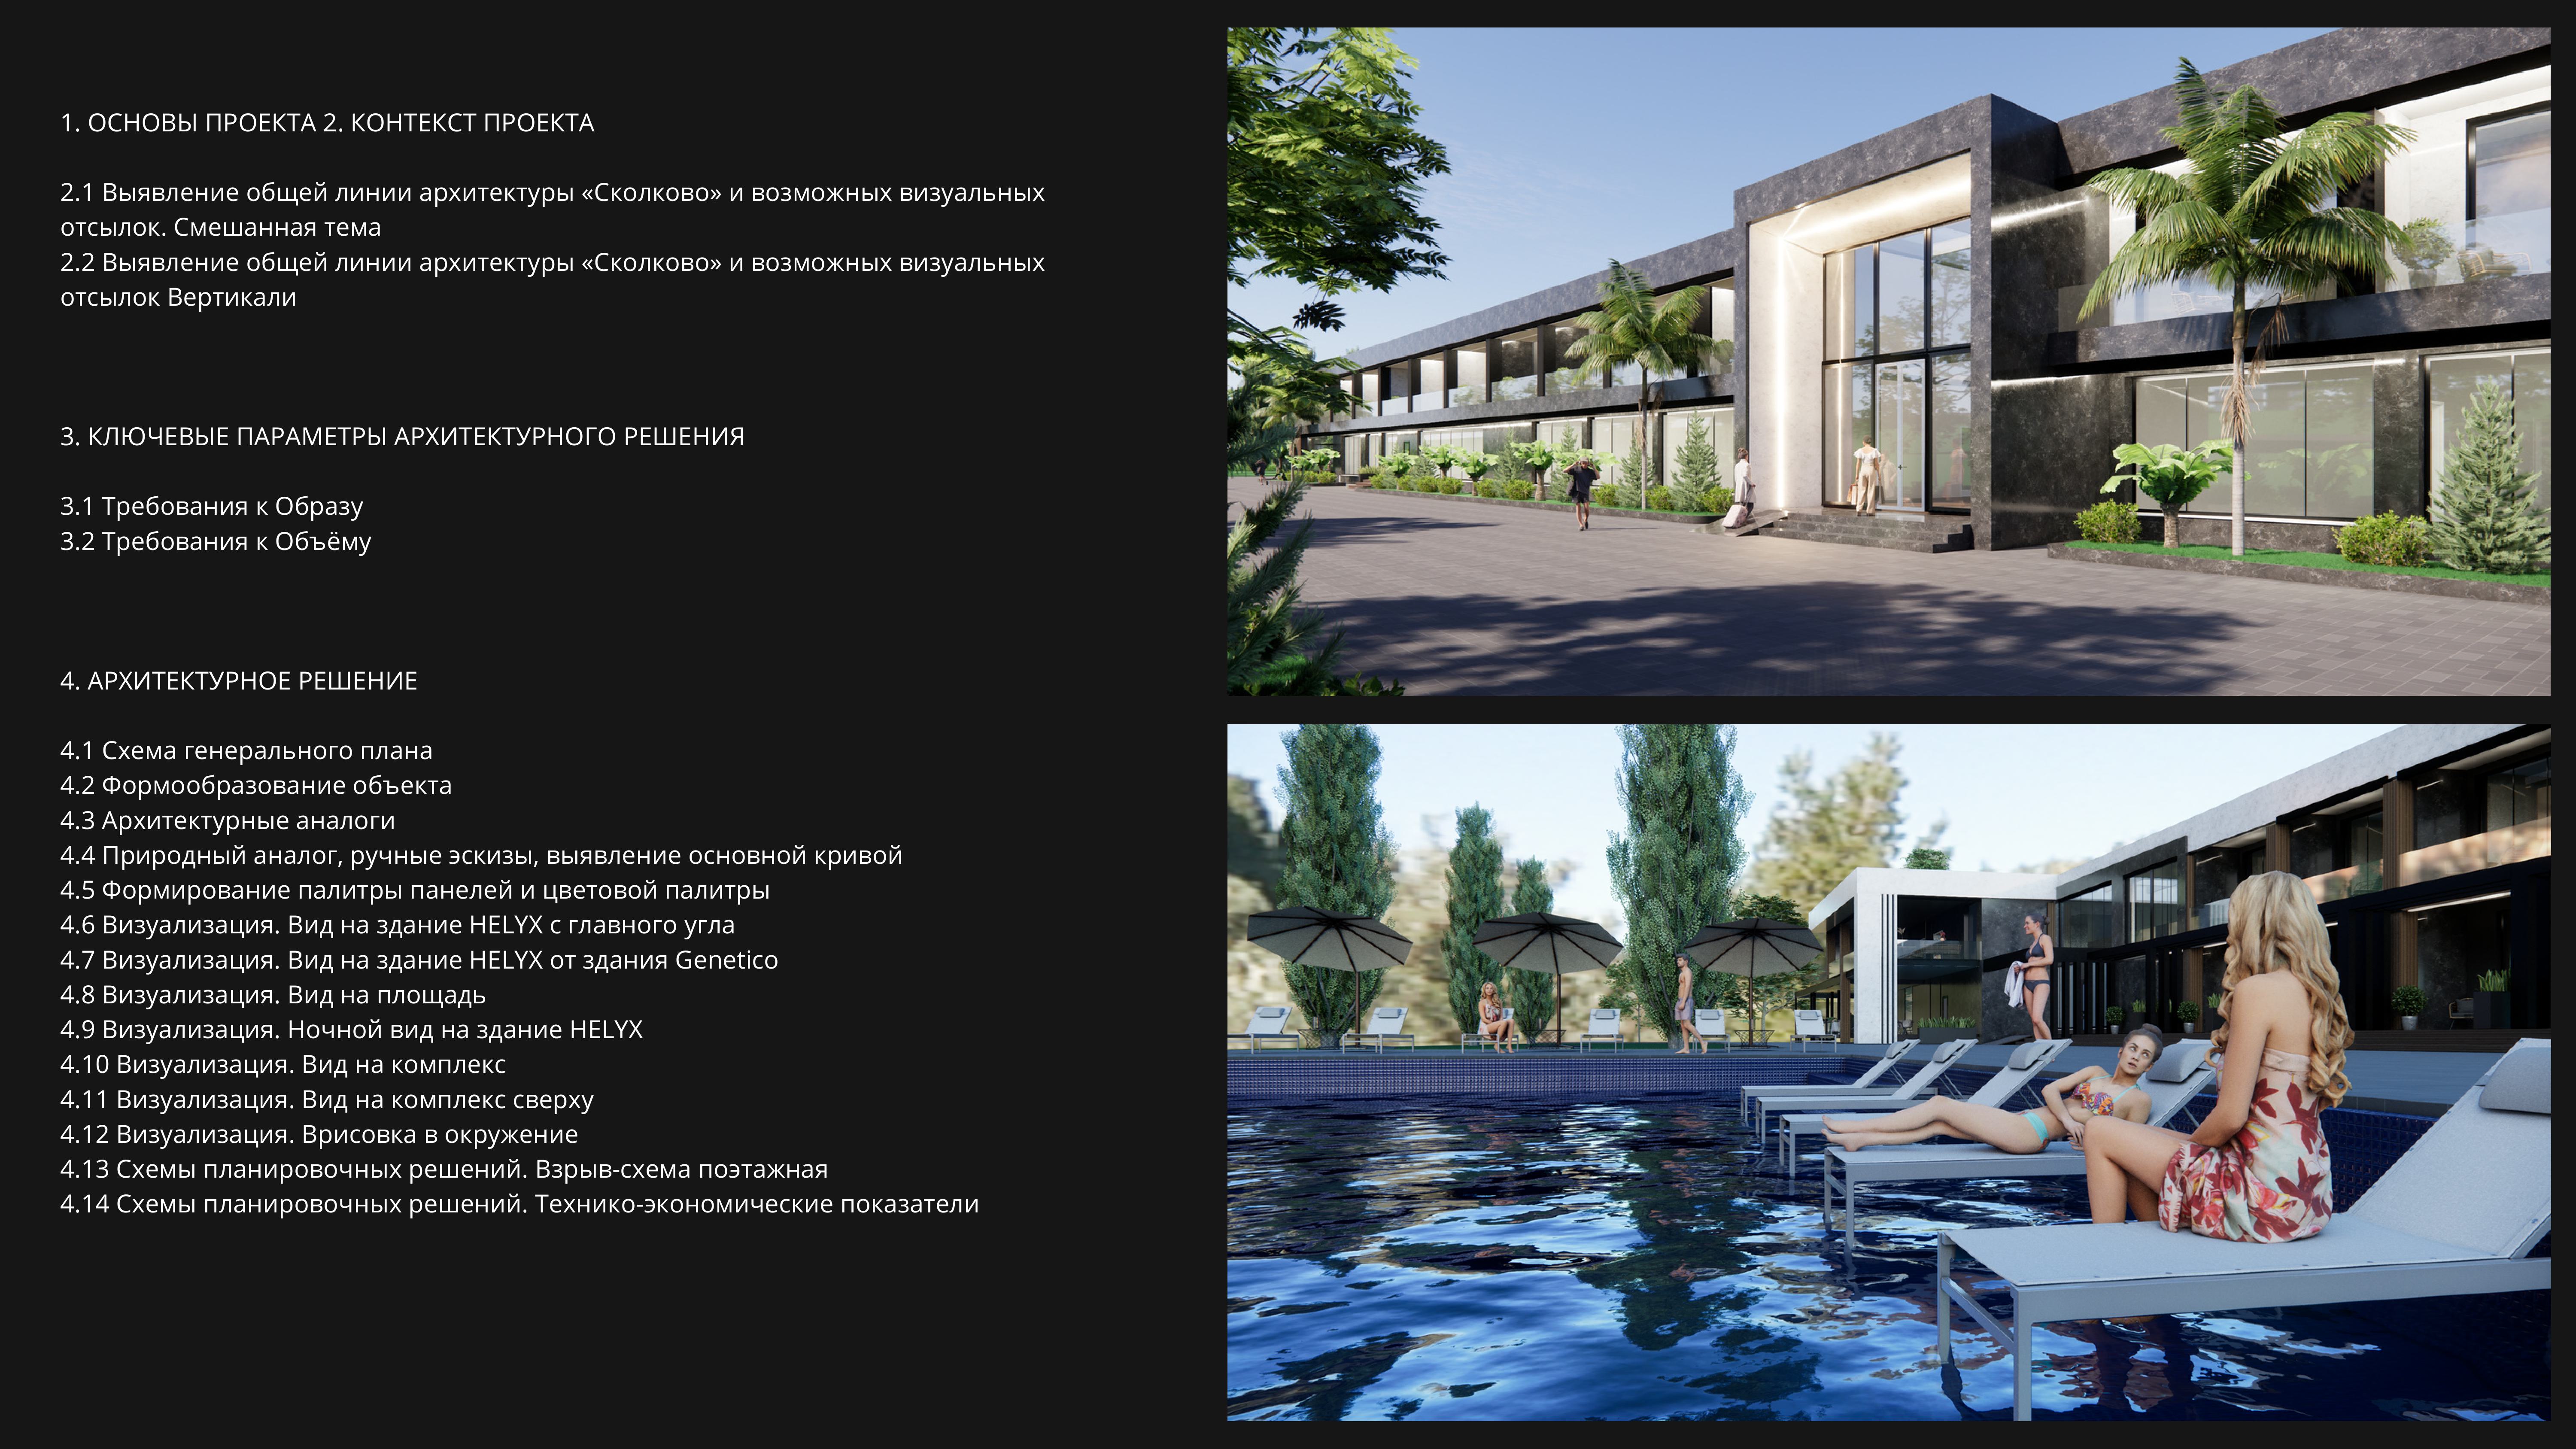 1. ОСНОВЫ ПРОЕКТА 2. КОНТЕКСТ ПРОЕКТА
2.1 Выявление общей линии архитектуры «Сколково» и возможных визуальных
отсылок. Смешанная тема
2.2 Выявление общей линии архитектуры «Сколково» и возможных визуальных
отсылок Вертикали
3. КЛЮЧЕВЫЕ ПАРАМЕТРЫ АРХИТЕКТУРНОГО РЕШЕНИЯ
3.1 Требования к Образу
3.2 Требования к Объёму
4. АРХИТЕКТУРНОЕ РЕШЕНИЕ
4.1 Схема генерального плана
4.2 Формообразование объекта
4.3 Архитектурные аналоги
4.4 Природный аналог, ручные эскизы, выявление основной кривой
4.5 Формирование палитры панелей и цветовой палитры
4.6 Визуализация. Вид на здание HELYX с главного угла
4.7 Визуализация. Вид на здание HELYX от здания Genetico
4.8 Визуализация. Вид на площадь
4.9 Визуализация. Ночной вид на здание HELYX
4.10 Визуализация. Вид на комплекс
4.11 Визуализация. Вид на комплекс сверху
4.12 Визуализация. Врисовка в окружение
4.13 Схемы планировочных решений. Взрыв-схема поэтажная
4.14 Схемы планировочных решений. Технико-экономические показатели